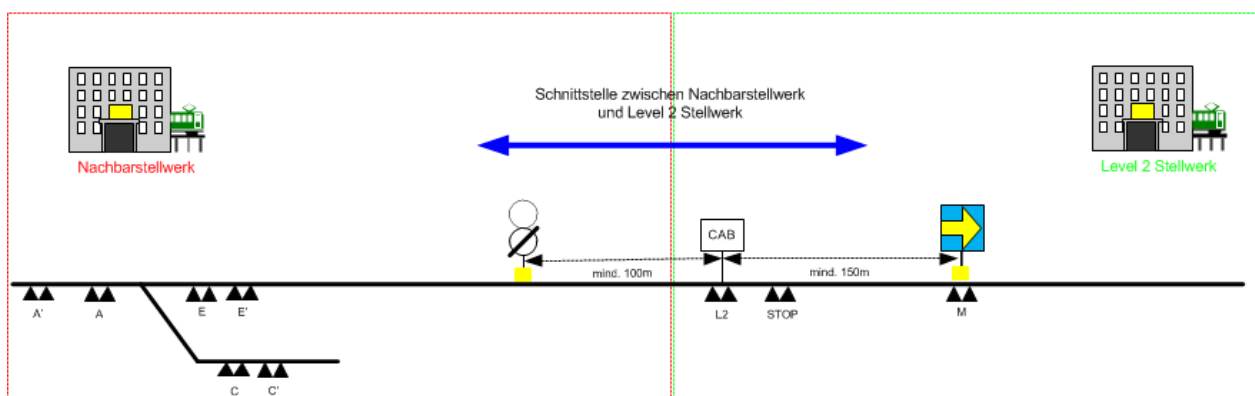 Schnittstelle zwischen Nachbarstellwerk
und Level 2 Stellwerk
Nachbarstellwerk
Level 2 Stellwerk
CAB
mind. 100m
mind. 150m
A'
A
E
E'
L2
STOP
M
C
C'